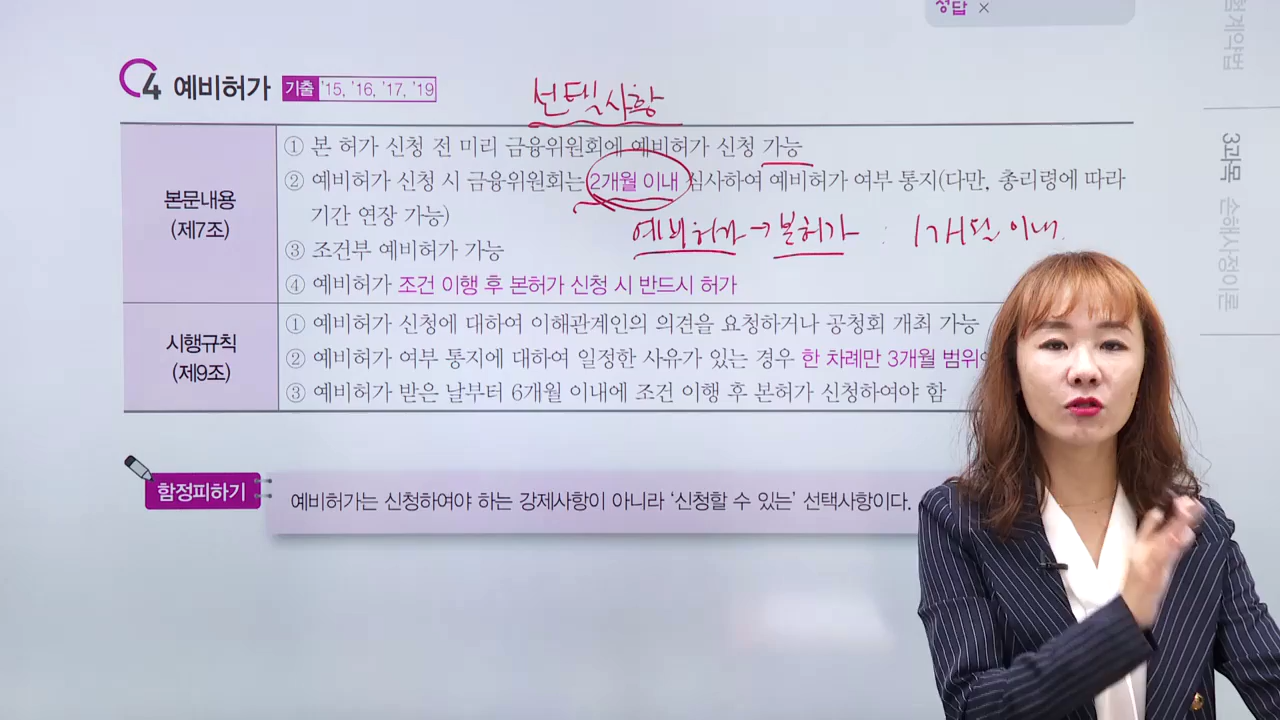 정답 ×
험계약법
3과목 손해사정이론
4 예비허가 기출 '15, '16, '17, '19
선택사항
본문내용
(제7조)
① 본 허가 신청 전 미리 금융위원회에 예비허가 신청 가능
② 예비허가 신청 시 금융위원회는 2개월 이내 심사하여 예비허가 여부 통지(다만, 총리령에 따라
기간 연장 가능)
예비허가→본허가 : 1개월 이내.
③ 조건부 예비허가 가능
④ 예비허가 조건 이행 후 본허가 신청 시 반드시 허가
시행규칙
(제9조)
① 예비허가 신청에 대하여 이해관계인의 의견을 요청하거나 공청회 개최 가능
② 예비허가 여부 통지에 대하여 일정한 사유가 있는 경우 한 차례만 3개월 범위
③ 예비허가 받은 날부터 6개월 이내에 조건 이행 후 본허가 신청하여야 함
함정피하기
예비허가는 신청하여야 하는 강제사항이 아니라 '신청할 수 있는' 선택사항이다.